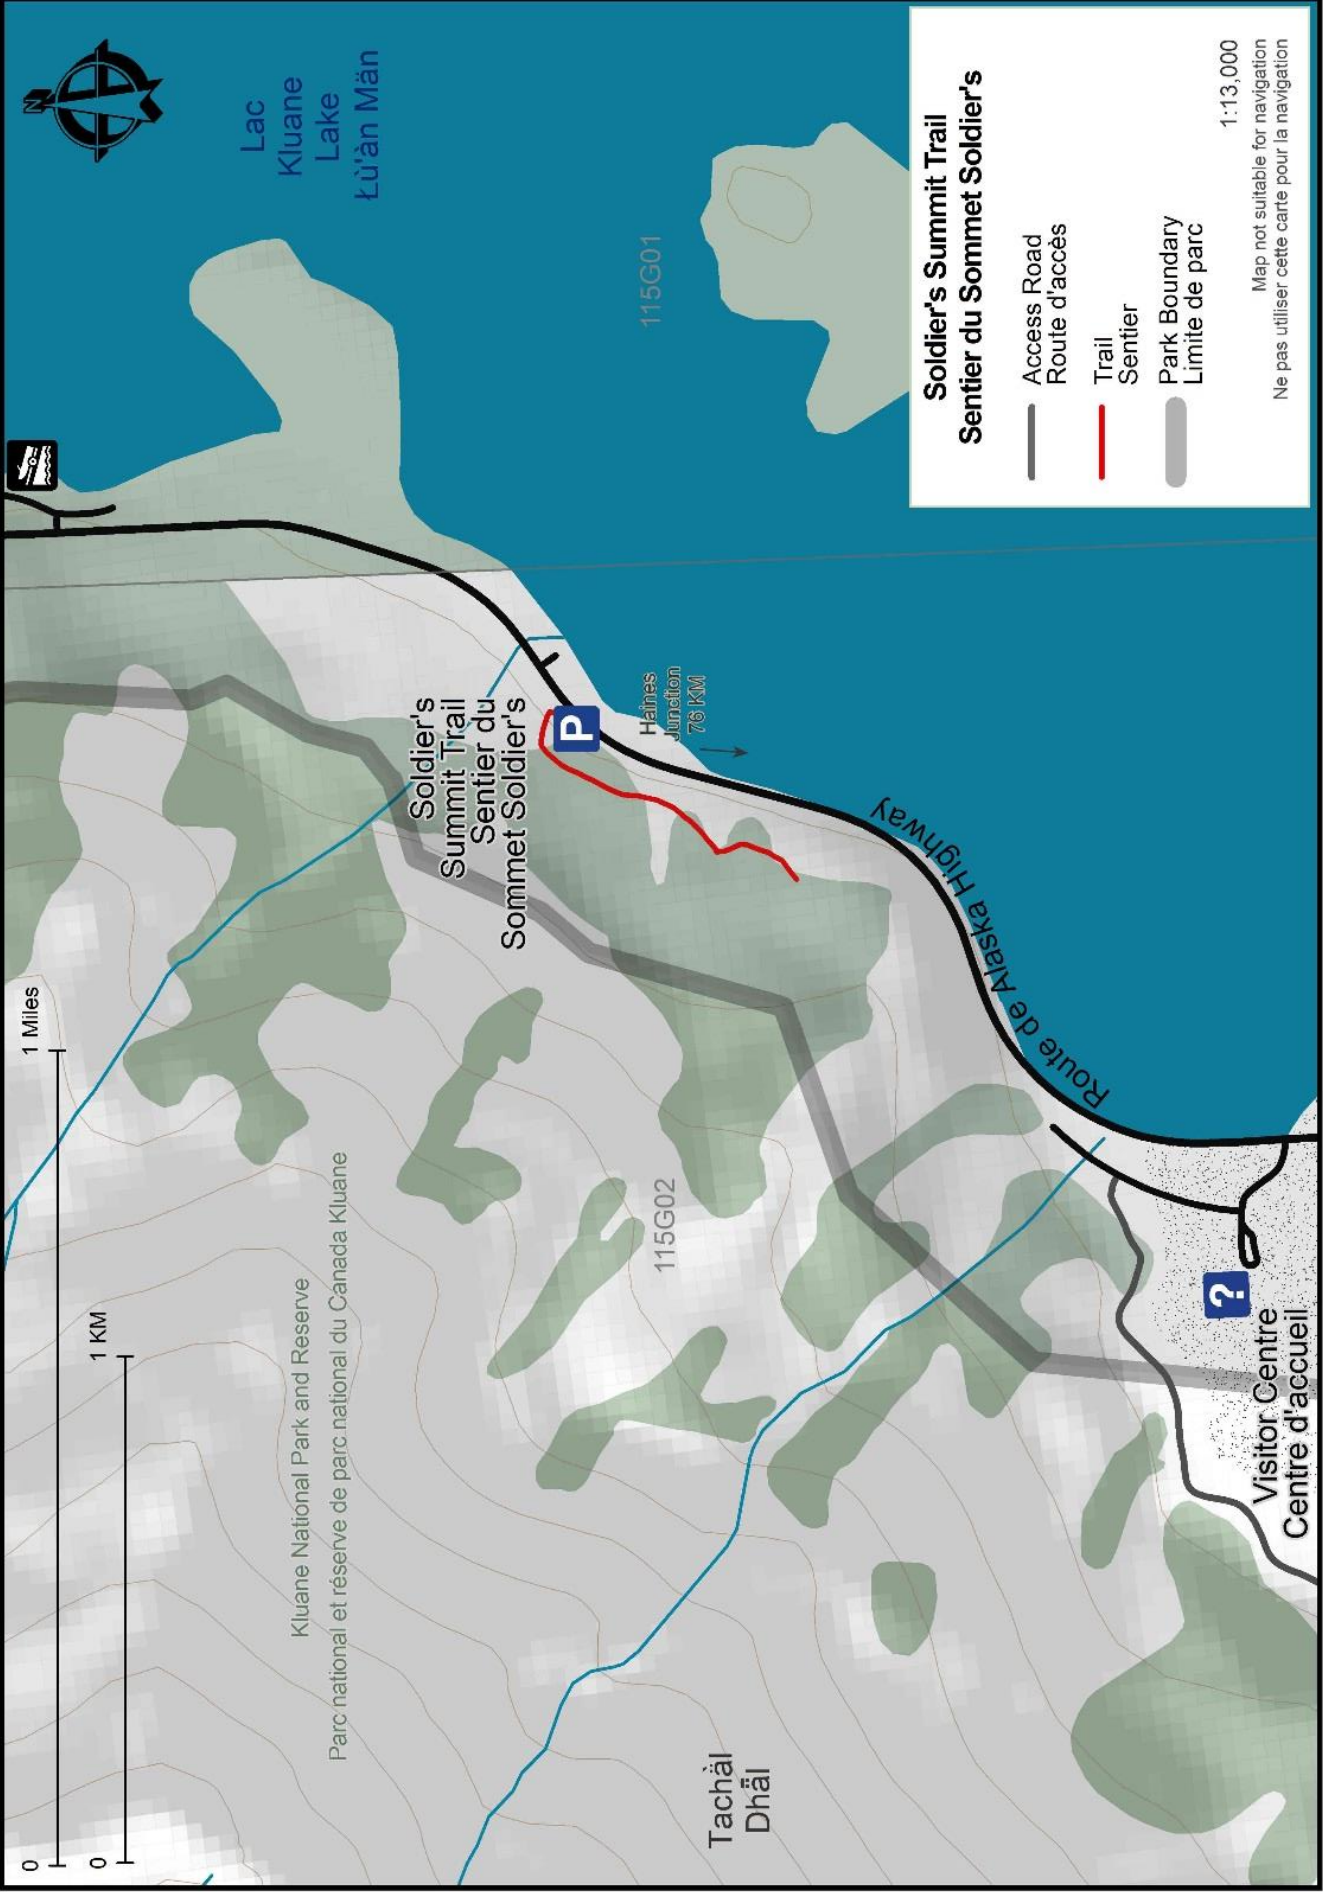 N
Lac
Kluane
Lake
Łù'àn Män
115G01
Soldier's
Summit Trail
Sentier du
Sommet Soldier's
P
Haines
Junction
76 KM
Route de Alaska Highway
1 Miles
0
1 KM
0
Kluane National Park and Reserve
Parc national et réserve de parc national du Canada Kluane
115G02
Tachäl
Dhäl
?
Visitor Centre
Centre d'accueil
Soldier's Summit Trail
Sentier du Sommet Soldier's
Access Road
Route d'accès
Trail
Sentier
Park Boundary
Limite de parc
1:13,000
Map not suitable for navigation
Ne pas utiliser cette carte pour la navigation